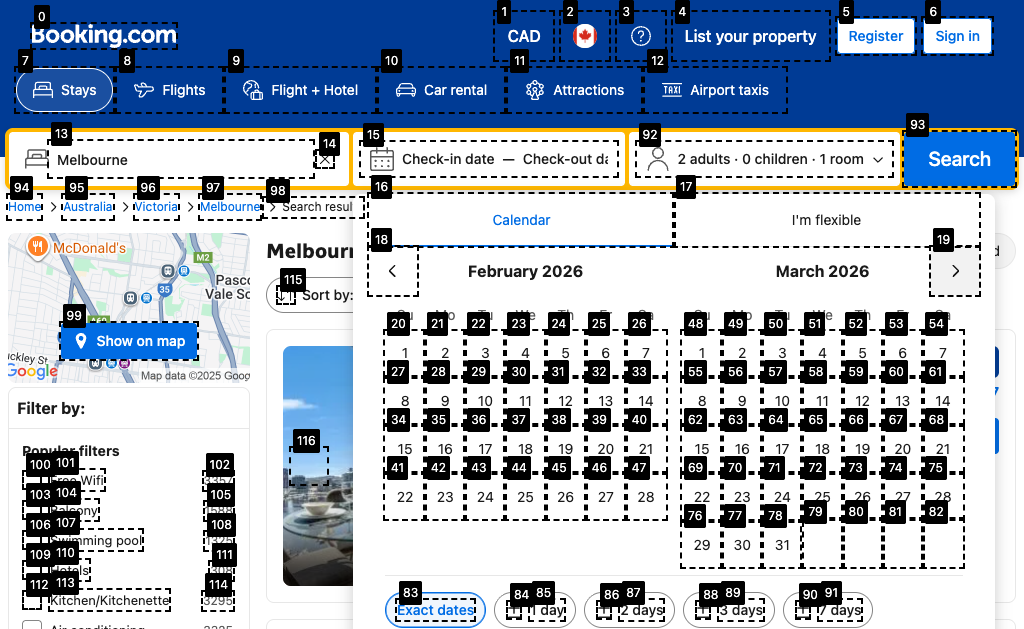 Booking.com
CAD
List your property
Register
Sign in
Stays
Flights
Flight + Hotel
Car rental
Attractions
Airport taxis
Melbourne
Check-in date — Check-out da
2 adults · 0 children · 1 room
Search
Home > Australia > Victoria > Melbourne > Search resul
Calendar
I'm flexible
February 2026
March 2026
1 2 3 4 5 6 7
8 9 10 11 12 13 14
15 16 17 18 19 20 21
22 23 24 25 26 27 28
1 2 3 4 5 6 7
8 9 10 11 12 13 14
15 16 17 18 19 20 21
22 23 24 25 26 27 28
29 30 31
Exact dates
1 day
2 days
3 days
7 days
McDonald's
M2
35
Pasco
Vale So
Show on map
ckley St
Google
Map data ©2025 Goog
Melbourn
Sort by:
Filter by:
Popular filters
Free Wifi
Balcony
Swimming pool
Hotels
Kitchen/Kitchenette
3295
Air conditioning
0 1 2 3 4 5 6
7 8 9 10 11 12
13 14 15 92 93
94 95 96 97 98 16 17
18 19
20 21 22 23 24 25 26 48 49 50 51 52 53 54
27 28 29 30 31 32 33 55 56 57 58 59 60 61
34 35 36 37 38 39 40 62 63 64 65 66 67 68
41 42 43 44 45 46 47 69 70 71 72 73 74 75
76 77 78 79 80 81 82
83 84 85 86 87 88 89 90 91
99 115 116
100 101 102
103 104 105
106 107 108
109 110 111
112 113 114